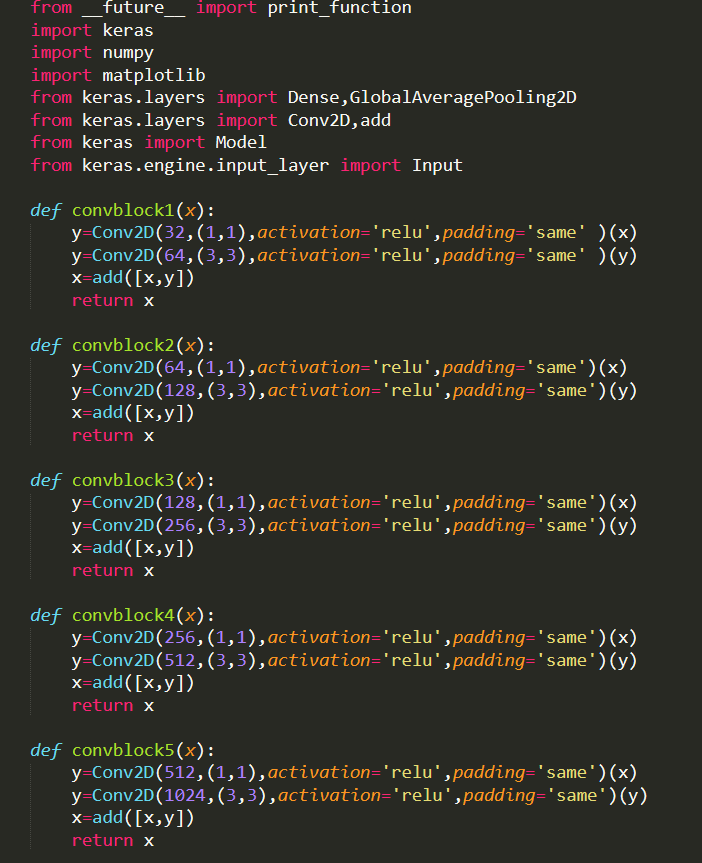 from __future__ import print_function
import keras
import numpy
import matplotlib
from keras.layers import Dense,GlobalAveragePooling2D
from keras.layers import Conv2D,add
from keras import Model
from keras.engine.input_layer import Input

def convblock1(x):
    y=Conv2D(32,(1,1),activation='relu',padding='same' )(x)
    y=Conv2D(64,(3,3),activation='relu',padding='same' )(y)
    x=add([x,y])
    return x

def convblock2(x):
    y=Conv2D(64,(1,1),activation='relu',padding='same')(x)
    y=Conv2D(128,(3,3),activation='relu',padding='same')(y)
    x=add([x,y])
    return x

def convblock3(x):
    y=Conv2D(128,(1,1),activation='relu',padding='same')(x)
    y=Conv2D(256,(3,3),activation='relu',padding='same')(y)
    x=add([x,y])
    return x

def convblock4(x):
    y=Conv2D(256,(1,1),activation='relu',padding='same')(x)
    y=Conv2D(512,(3,3),activation='relu',padding='same')(y)
    x=add([x,y])
    return x

def convblock5(x):
    y=Conv2D(512,(1,1),activation='relu',padding='same')(x)
    y=Conv2D(1024,(3,3),activation='relu',padding='same')(y)
    x=add([x,y])
    return x